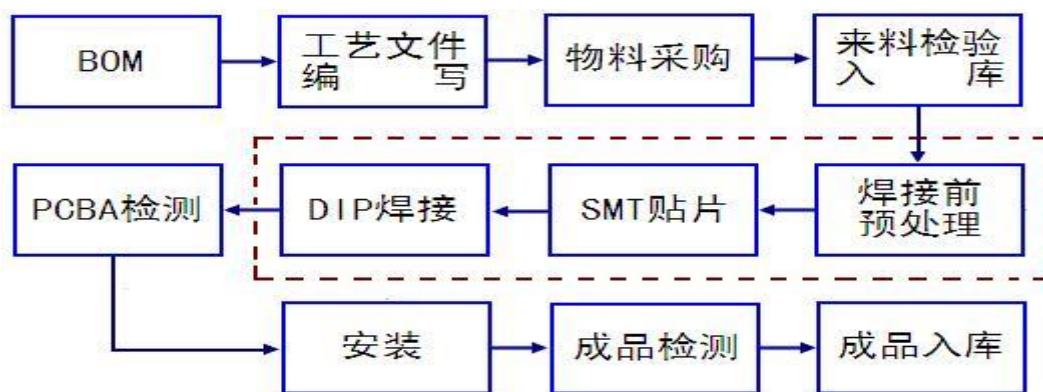 BOM
工艺文件
编写
物料采购
来料检验
入库
PCBA检测
DIP焊接
SMT贴片
焊接前
预处理
安装
成品检测
成品入库